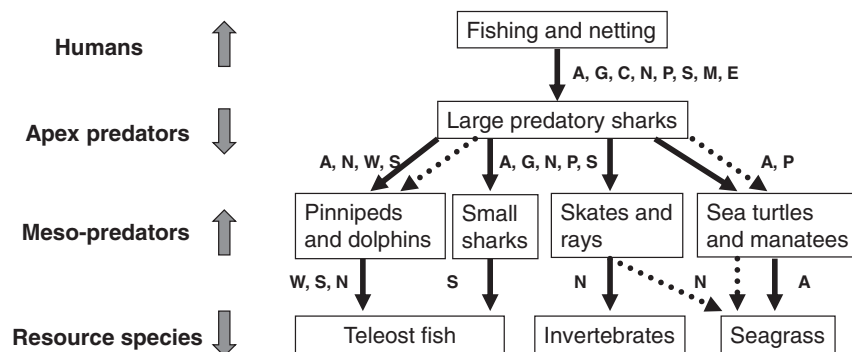 Fishing and netting
Humans
A, G, C, N, P, S, M, E
Apex predators
Large predatory sharks
A, N, W, S
A, G, N, P, S
A, P
Meso-predators
Pinnipeds
and dolphins
Small
sharks
Skates and
rays
Sea turtles
and manatees
W, S, N
S
N
N
A
Resource species
Teleost fish
Invertebrates
Seagrass